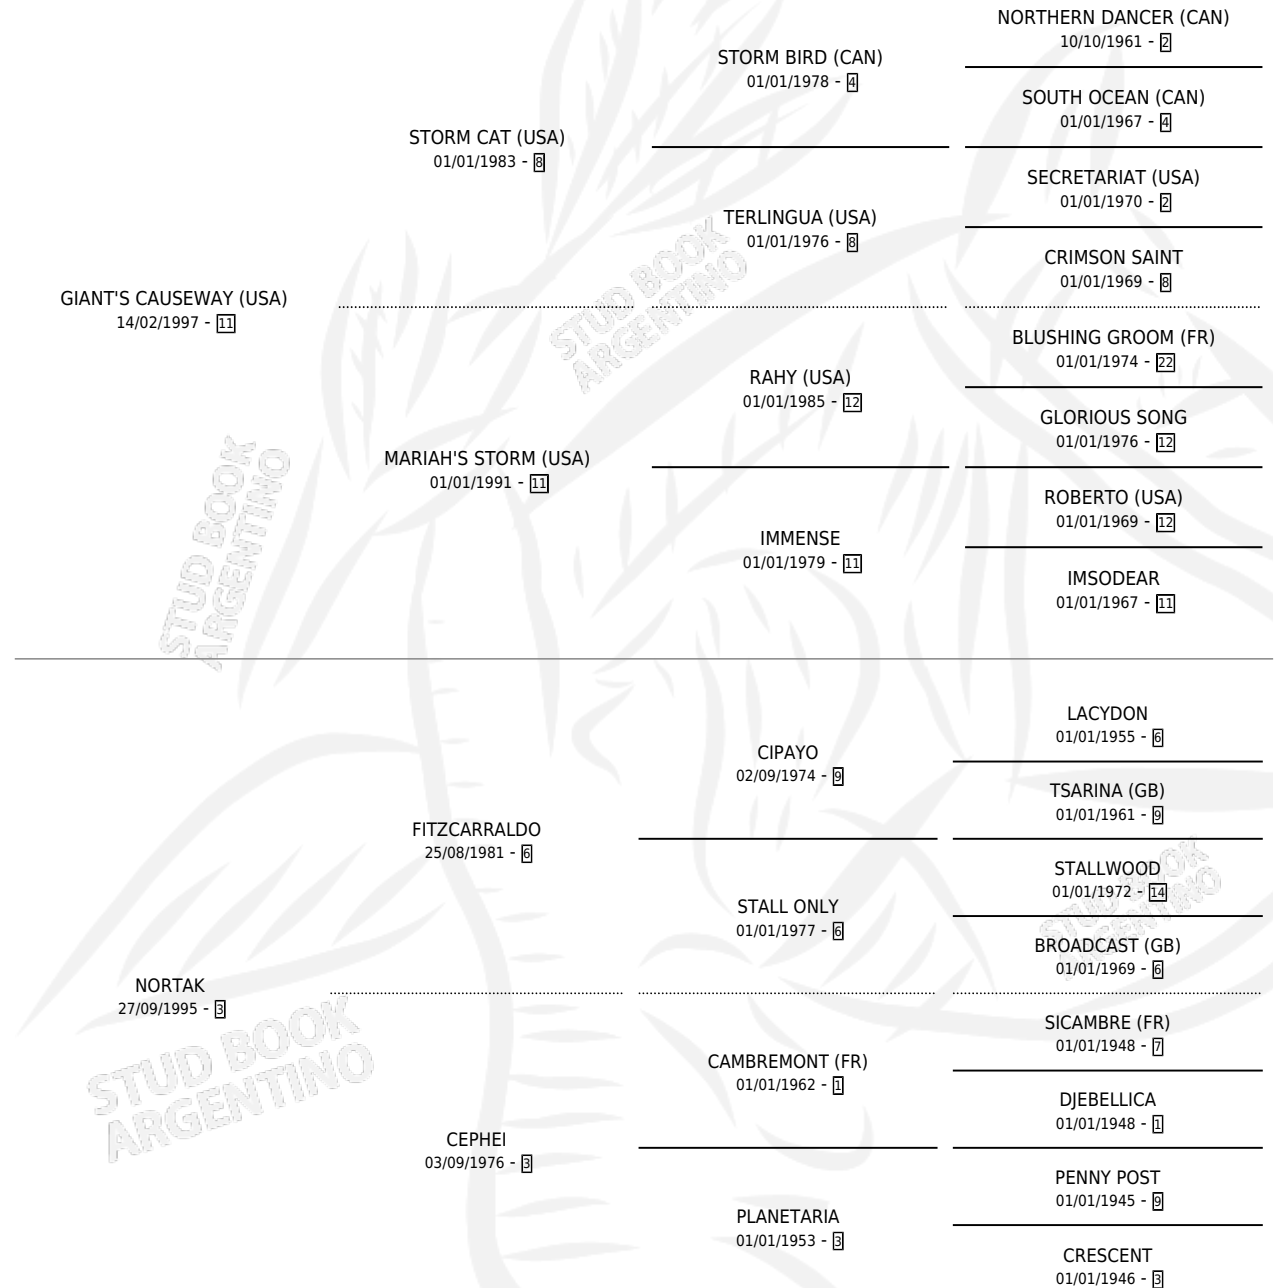 NORTHERN DANCER (CAN)
10/10/1961 - 2
STORM BIRD (CAN)
01/01/1978 - 4
SOUTH OCEAN (CAN)
01/01/1967 - 4
STORM CAT (USA)
01/01/1983 - 8
SECRETARIAT (USA)
01/01/1970 - 2
TERLINGUA (USA)
01/01/1976 - 8
CRIMSON SAINT
01/01/1969 - 8
GIANT'S CAUSEWAY (USA)
14/02/1997 - 11
STUD BOOK
ARGENTINO
BLUSHING GROOM (FR)
01/01/1974 - 22
RAHY (USA)
01/01/1985 - 12
GLORIOUS SONG
01/01/1976 - 12
MARIAH'S STORM (USA)
01/01/1991 - 11
ROBERTO (USA)
01/01/1969 - 12
IMMENSE
01/01/1979 - 11
IMSODEAR
01/01/1967 - 11
STUD BOOK
ARGENTINO
LACYDON
01/01/1955 - 6
CIPAYO
02/09/1974 - 9
TSARINA (GB)
01/01/1961 - 9
FITZCARRALDO
25/08/1981 - 6
STALLWOOD
01/01/1972 - 14
STALL ONLY
01/01/1977 - 6
BROADCAST (GB)
01/01/1969 - 6
STUD BOOK
ARGENTINO
NORTAK
27/09/1995 - 3
SICAMBRE (FR)
01/01/1948 - 7
CAMBREMONT (FR)
01/01/1962 - 1
DJEBELLICA
01/01/1948 - 1
STUD BOOK
ARGENTINO
CEPHEI
03/09/1976 - 3
PENNY POST
01/01/1945 - 9
PLANETARIA
01/01/1953 - 3
CRESCENT
01/01/1946 - 3